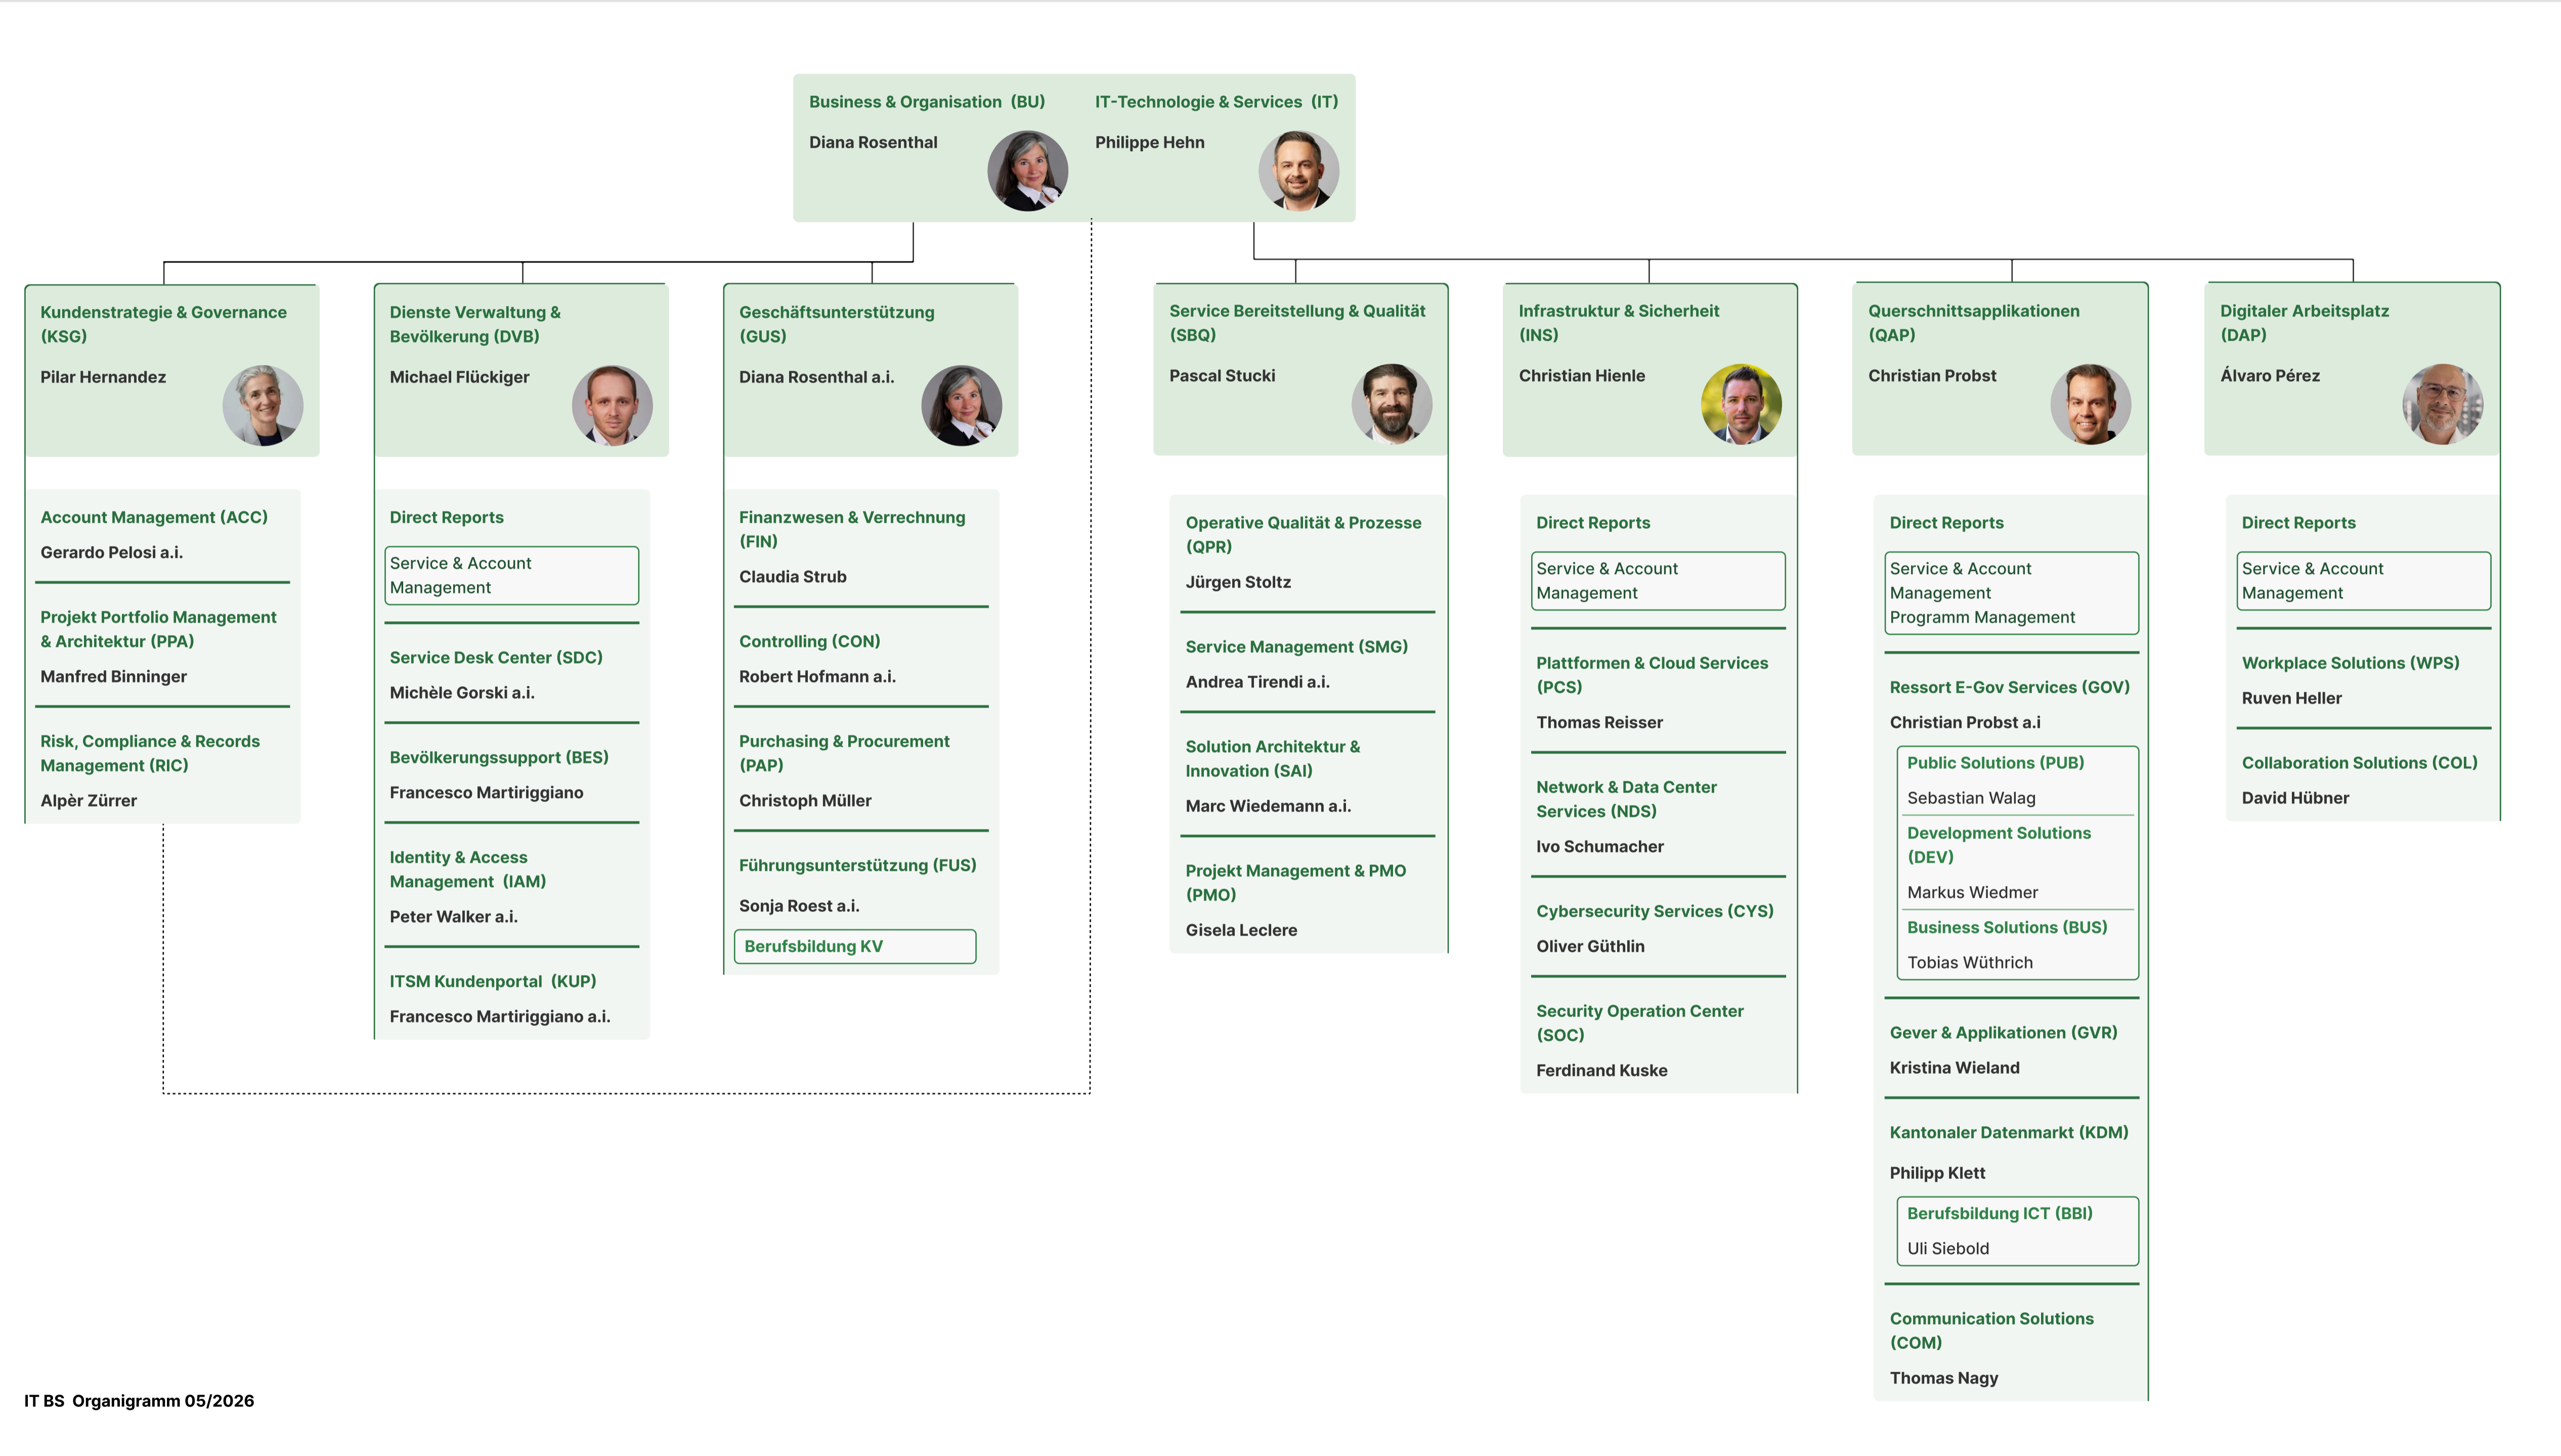 Business & Organisation (BU)
Diana Rosenthal
IT-Technologie & Services (IT)
Philippe Hehn
Kundenstrategie & Governance
(KSG)
Pilar Hernandez
Account Management (ACC)
Gerardo Pelosi a.i.
Projekt Portfolio Management
& Architektur (PPA)
Manfred Binninger
Risk, Compliance & Records
Management (RIC)
Alpèr Zürrer
Dienste Verwaltung &
Bevölkerung (DVB)
Michael Flückiger
Direct Reports
Service & Account
Management
Service Desk Center (SDC)
Michèle Gorski a.i.
Bevölkerungssupport (BES)
Francesco Martiriggiano
Identity & Access
Management (IAM)
Peter Walker a.i.
ITSM Kundenportal (KUP)
Francesco Martiriggiano a.i.
Geschäftsunterstützung
(GUS)
Diana Rosenthal a.i.
Finanzwesen & Verrechnung
(FIN)
Claudia Strub
Controlling (CON)
Robert Hofmann a.i.
Purchasing & Procurement
(PAP)
Christoph Müller
Führungsunterstützung (FUS)
Sonja Roest a.i.
Berufsbildung KV
Service Bereitstellung & Qualität
(SBQ)
Pascal Stucki
Operative Qualität & Prozesse
(QPR)
Jürgen Stoltz
Service Management (SMG)
Andrea Tirendi a.i.
Solution Architektur &
Innovation (SAI)
Marc Wiedemann a.i.
Projekt Management & PMO
(PMO)
Gisela Leclere
Infrastruktur & Sicherheit
(INS)
Christian Hienle
Direct Reports
Service & Account
Management
Plattformen & Cloud Services
(PCS)
Thomas Reisser
Network & Data Center
Services (NDS)
Ivo Schumacher
Cybersecurity Services (CYS)
Oliver Güthlin
Security Operation Center
(SOC)
Ferdinand Kuske
Querschnittsapplikationen
(QAP)
Christian Probst
Direct Reports
Service & Account
Management
Programm Management
Ressort E-Gov Services (GOV)
Christian Probst a.i
Public Solutions (PUB)
Sebastian Walag
Development Solutions
(DEV)
Markus Wiedmer
Business Solutions (BUS)
Tobias Wüthrich
Gever & Applikationen (GVR)
Kristina Wieland
Kantonaler Datenmarkt (KDM)
Philipp Klett
Berufsbildung ICT (BBI)
Uli Siebold
Communication Solutions
(COM)
Thomas Nagy
Digitaler Arbeitsplatz
(DAP)
Álvaro Pérez
Direct Reports
Service & Account
Management
Workplace Solutions (WPS)
Ruven Heller
Collaboration Solutions (COL)
David Hübner
IT BS Organigramm 05/2026